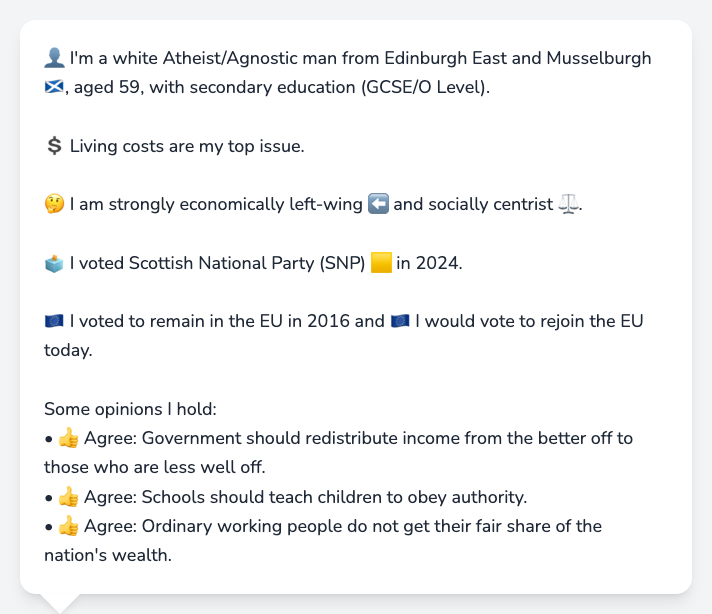 👤 I'm a white Atheist/Agnostic man from Edinburgh East and Musselburgh
🏴󠁧󠁢󠁳󠁣󠁴󠁿, aged 59, with secondary education (GCSE/O Level).
💲 Living costs are my top issue.
🤔 I am strongly economically left-wing ⬅️ and socially centrist ⚖️.
🗳️ I voted Scottish National Party (SNP) 🟨 in 2024.
🇪🇺 I voted to remain in the EU in 2016 and 🇪🇺 I would vote to rejoin the EU
today.
Some opinions I hold:
• 👍 Agree: Government should redistribute income from the better off to
those who are less well off.
• 👍 Agree: Schools should teach children to obey authority.
• 👍 Agree: Ordinary working people do not get their fair share of the
nation's wealth.